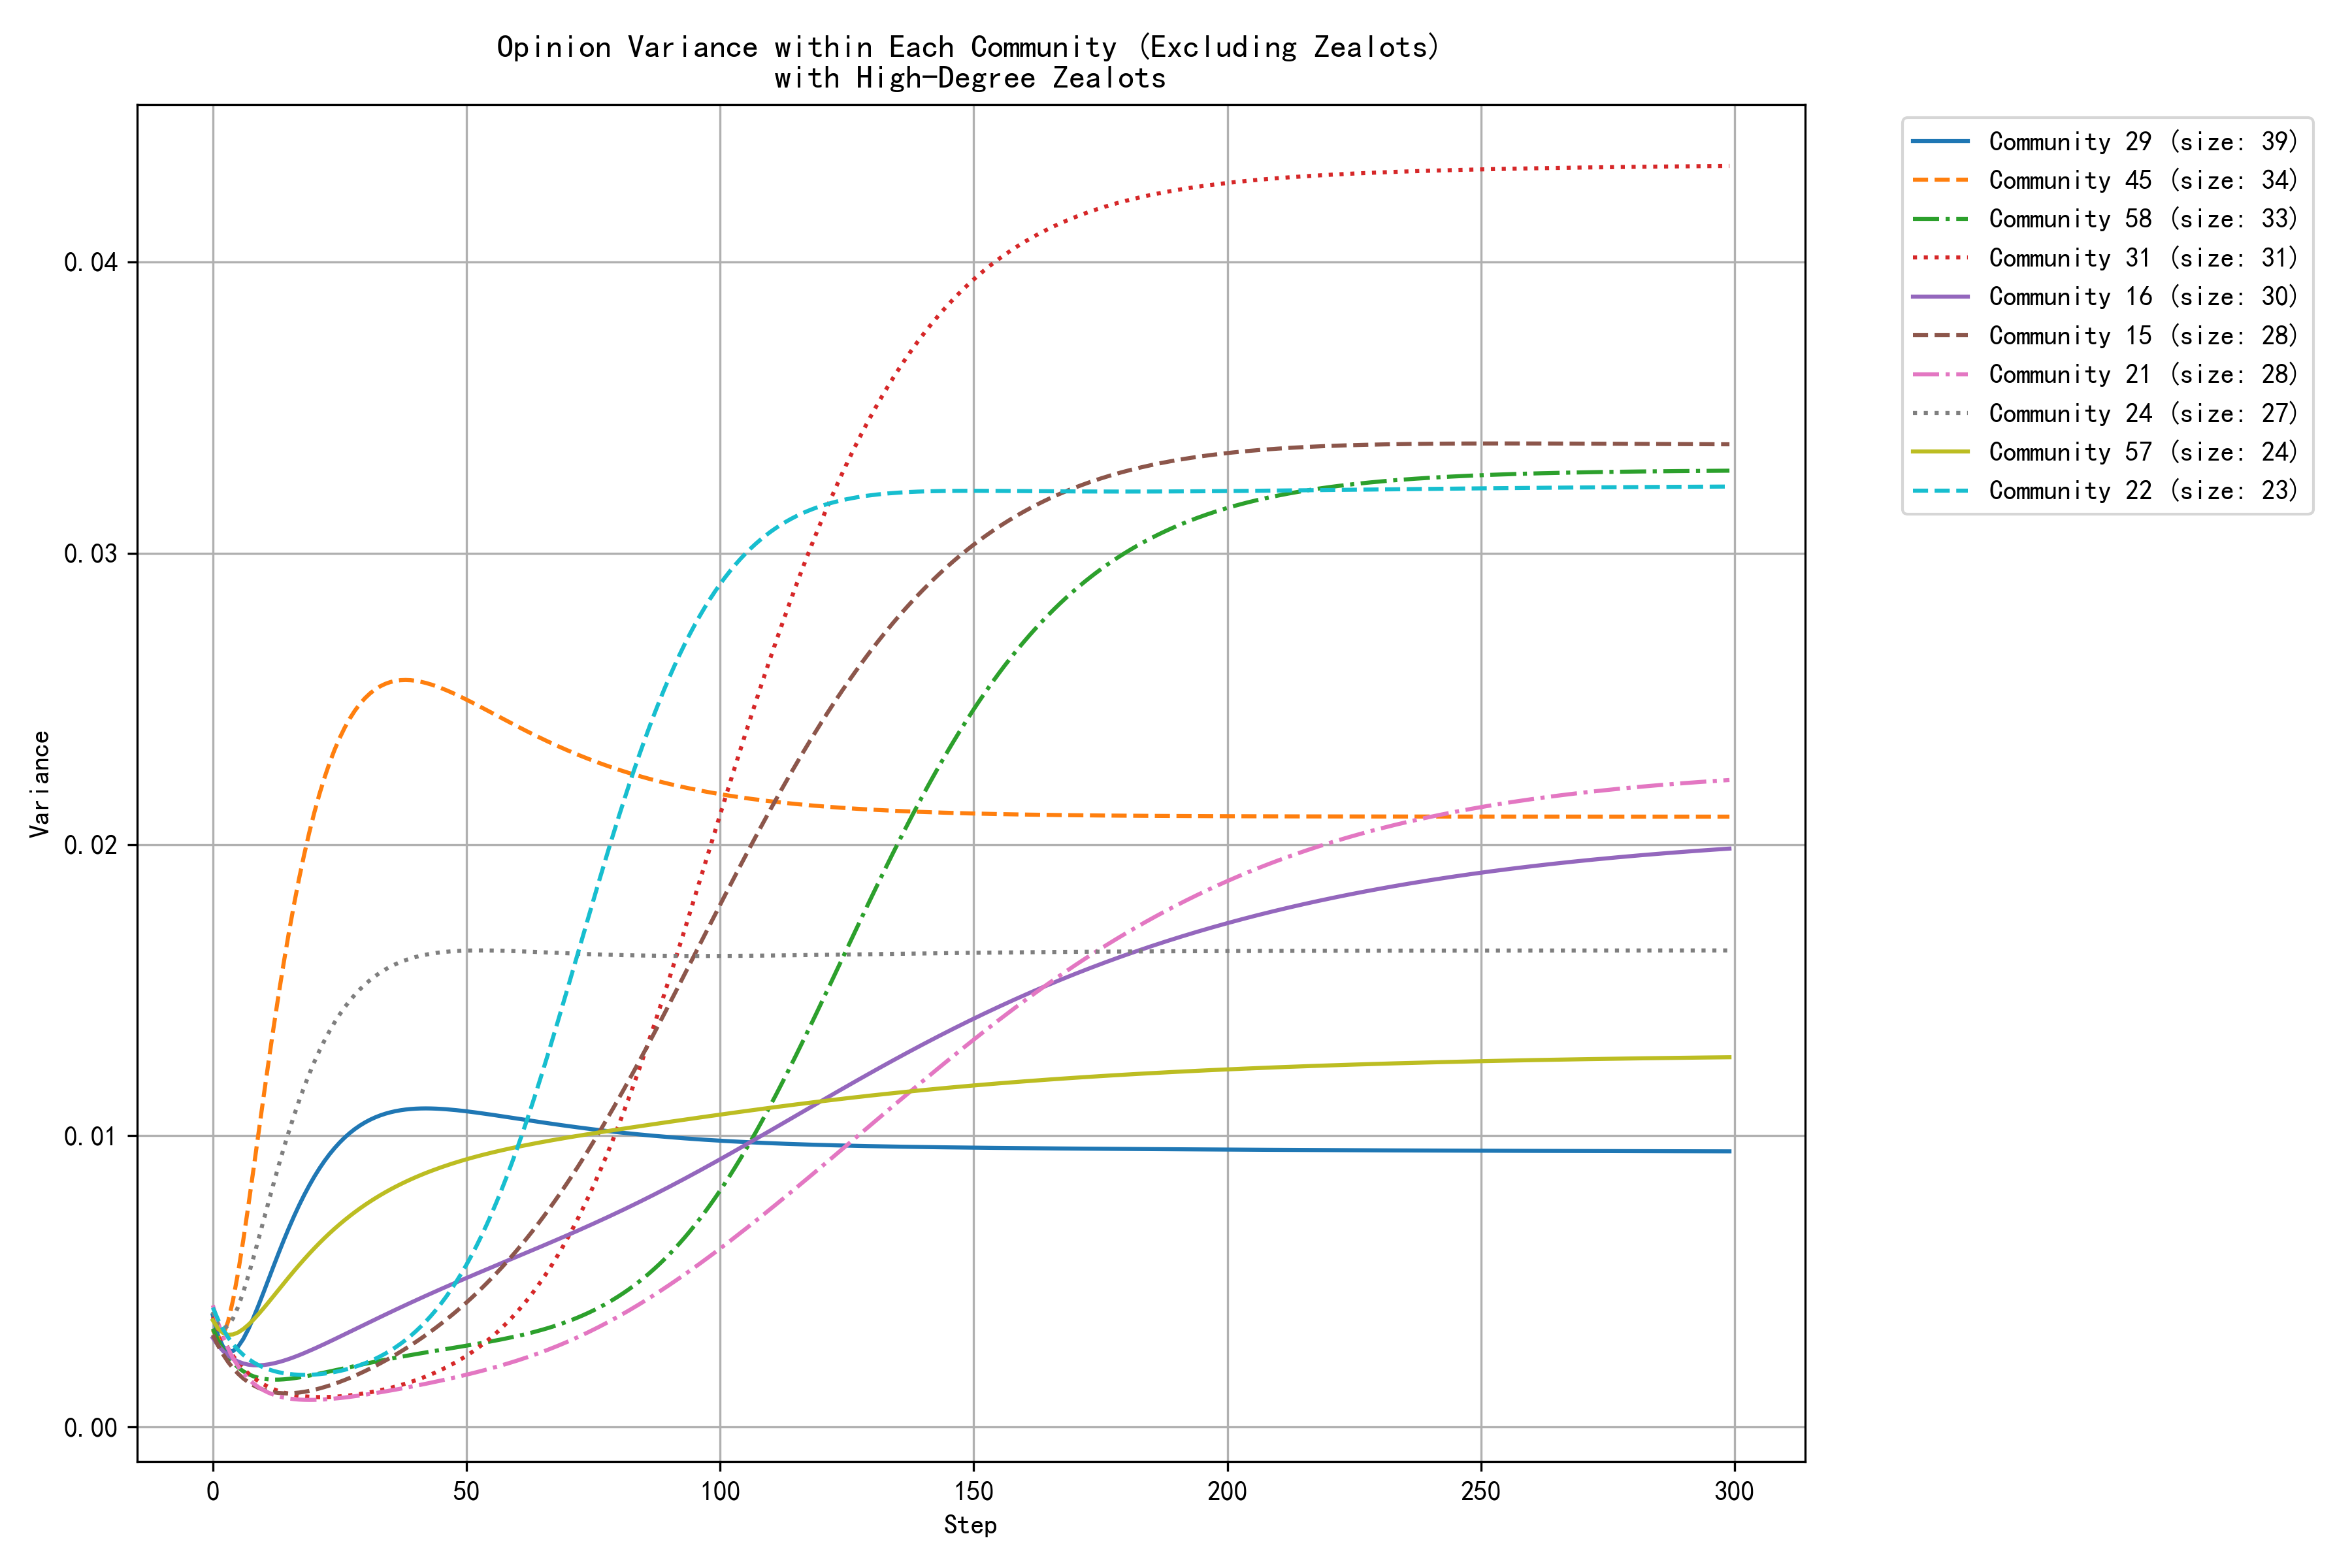 Opinion Variance within Each Community (Excluding Zealots)
with High-Degree Zealots
Variance
0.04
0.03
0.02
0.01
0.00
0
50
100
150
200
250
300
Step
Community 29 (size: 39)
Community 45 (size: 34)
Community 58 (size: 33)
Community 31 (size: 31)
Community 16 (size: 30)
Community 15 (size: 28)
Community 21 (size: 28)
Community 24 (size: 27)
Community 57 (size: 24)
Community 22 (size: 23)